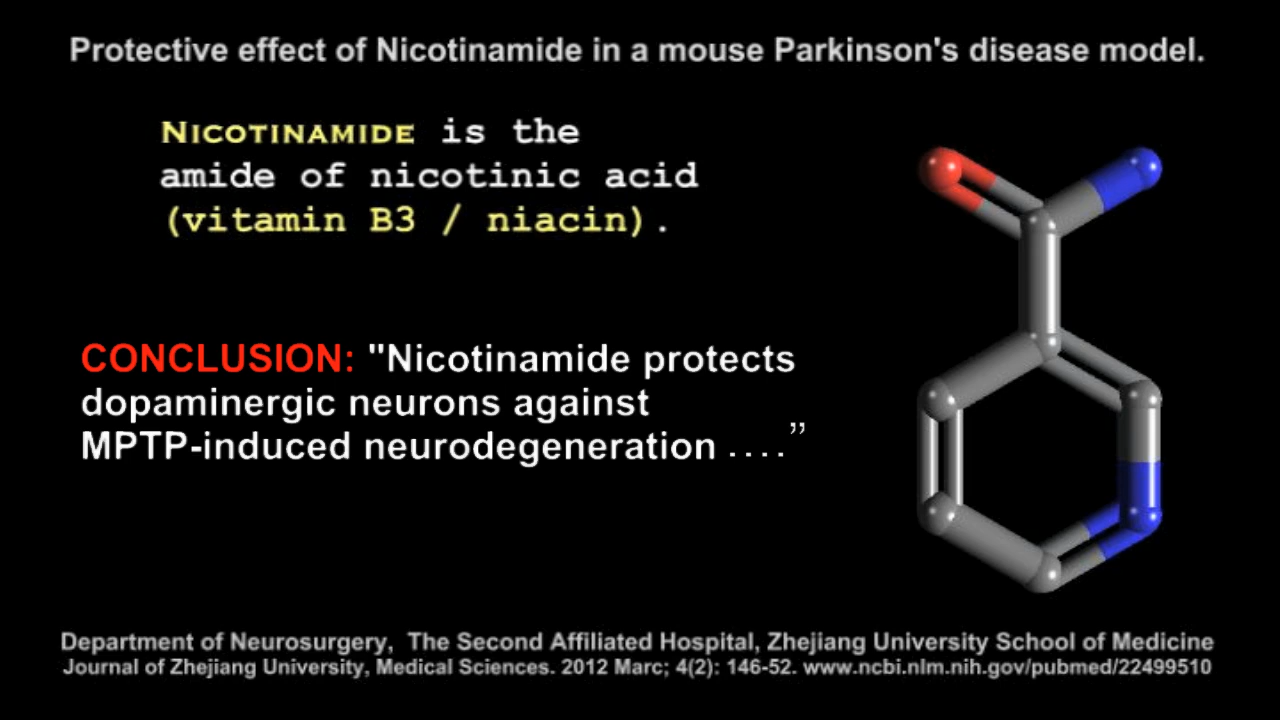 Protective effect of Nicotinamide in a mouse Parkinson's disease model.
NICOTINAMIDE is the
amide of nicotinic acid
(vitamin B3 / niacin).
CONCLUSION: "Nicotinamide protects
dopaminergic neurons against
MPTP-induced neurodegeneration ....”
Department of Neurosurgery, The Second Affiliated Hospital, Zhejiang University School of Medicine
Journal of Zhejiang University, Medical Sciences. 2012 Marc; 4(2): 146-52. www.ncbi.nlm.nih.gov/pubmed/22499510